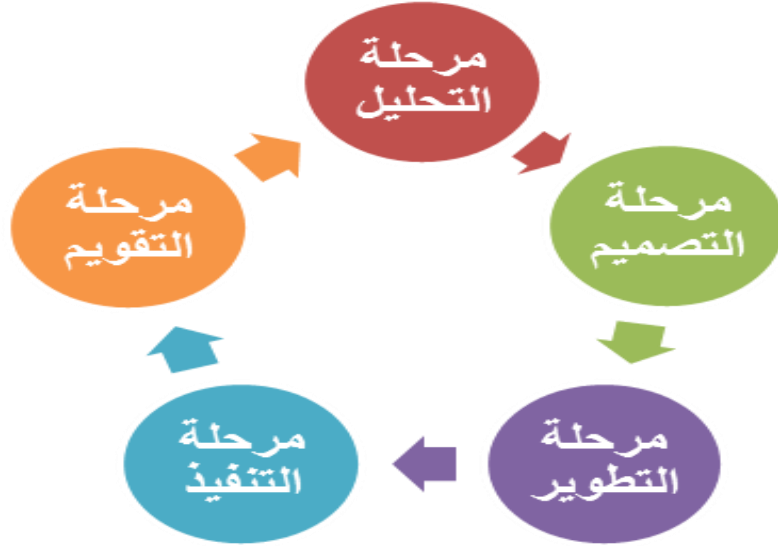 مرحلة
التحليل
مرحلة
التصميم
مرحلة
التطوير
مرحلة
التنفيذ
مرحلة
التقويم